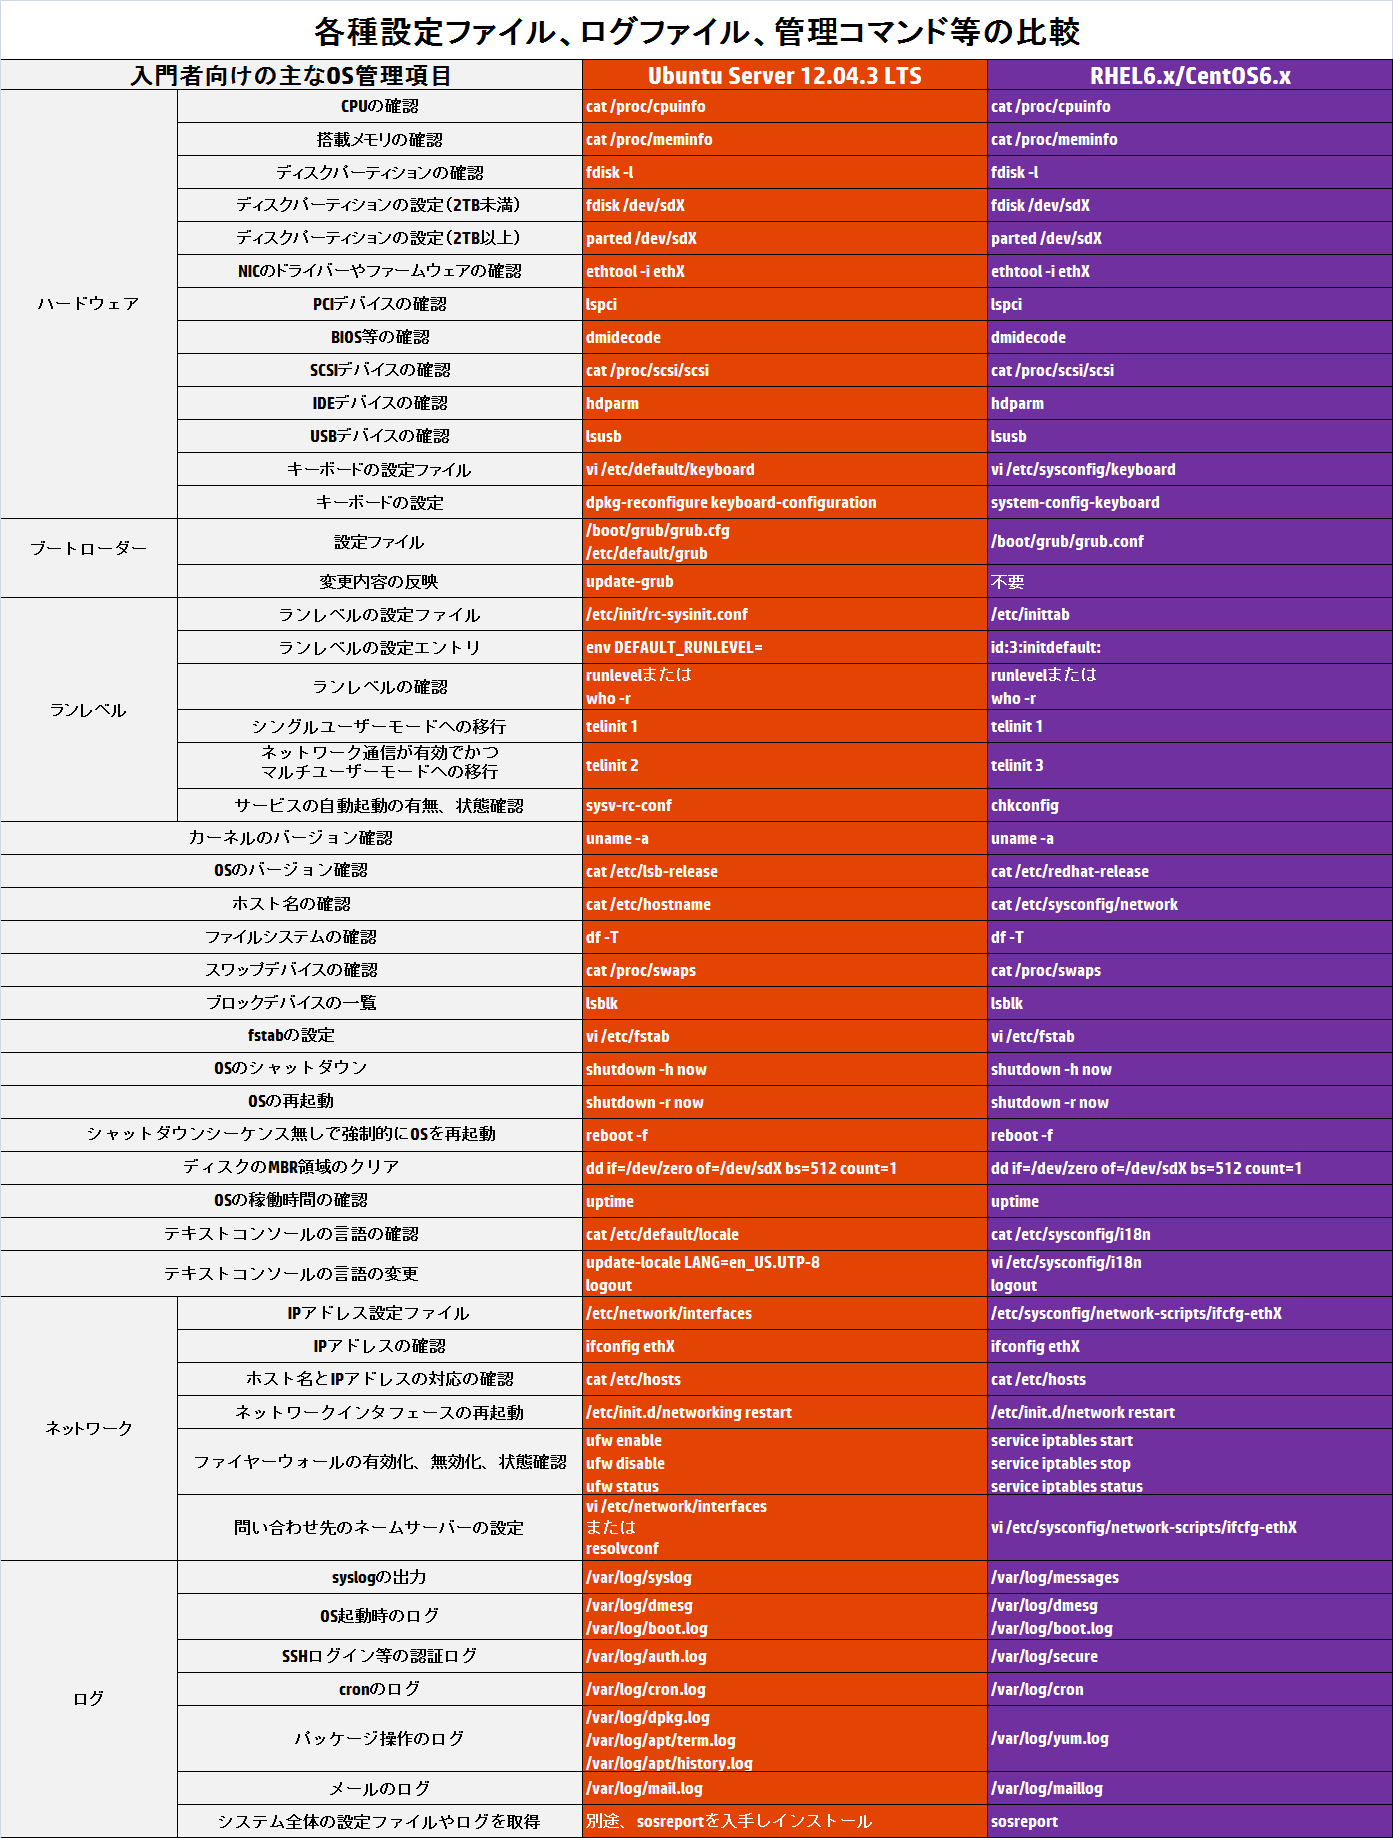 各種設定ファイル、ログファイル、管理コマンド等の比較
入門者向けの主なOS管理項目 Ubuntu Server 12.04.3 LTS RHEL6.x/CentOS6.x
ハードウェア
CPUの確認 cat /proc/cpuinfo cat /proc/cpuinfo
搭載メモリの確認 cat /proc/meminfo cat /proc/meminfo
ディスクパーティションの確認 fdisk -l fdisk -l
ディスクパーティションの設定(2TB未満) fdisk /dev/sdX fdisk /dev/sdX
ディスクパーティションの設定(2TB以上) parted /dev/sdX parted /dev/sdX
NICのドライバーやファームウェアの確認 ethtool -i ethX ethtool -i ethX
PCIデバイスの確認 lspci lspci
BIOS等の確認 dmidecode dmidecode
SCSIデバイスの確認 cat /proc/scsi/scsi cat /proc/scsi/scsi
IDEデバイスの確認 hdparm hdparm
USBデバイスの確認 lsusb lsusb
キーボードの設定ファイル vi /etc/default/keyboard vi /etc/sysconfig/keyboard
キーボードの設定 dpkg-reconfigure keyboard-configuration system-config-keyboard
ブートローダー
設定ファイル
/boot/grub/grub.cfg
/etc/default/grub
/boot/grub/grub.conf
変更内容の反映 update-grub 不要
ランレベル
ランレベルの設定ファイル /etc/init/rc-sysinit.conf /etc/inittab
ランレベルの設定エントリ env DEFAULT_RUNLEVEL= id:3:initdefault:
ランレベルの確認
runlevelまたは
who -r
runlevelまたは
who -r
シングルユーザーモードへの移行 telinit 1 telinit 1
ネットワーク通信が有効でかつ
マルチユーザーモードへの移行
telinit 2 telinit 3
サービスの自動起動の有無、状態確認 sysv-rc-conf chkconfig
カーネルのバージョン確認 uname -a uname -a
OSのバージョン確認 cat /etc/lsb-release cat /etc/redhat-release
ホスト名の確認 cat /etc/hostname cat /etc/sysconfig/network
ファイルシステムの確認 df -T df -T
スワップデバイスの確認 cat /proc/swaps cat /proc/swaps
ブロックデバイスの一覧 lsblk lsblk
fstabの設定 vi /etc/fstab vi /etc/fstab
OSのシャットダウン shutdown -h now shutdown -h now
OSの再起動 shutdown -r now shutdown -r now
シャットダウンシーケンス無しで強制的にOSを再起動 reboot -f reboot -f
ディスクのMBR領域のクリア dd if=/dev/zero of=/dev/sdX bs=512 count=1 dd if=/dev/zero of=/dev/sdX bs=512 count=1
OSの稼働時間の確認 uptime uptime
テキストコンソールの言語の確認 cat /etc/default/locale cat /etc/sysconfig/i18n
テキストコンソールの言語の変更
update-locale LANG=en_US.UTP-8
logout
vi /etc/sysconfig/i18n
logout
ネットワーク
IPアドレス設定ファイル /etc/network/interfaces /etc/sysconfig/network-scripts/ifcfg-ethX
IPアドレスの確認 ifconfig ethX ifconfig ethX
ホスト名とIPアドレスの対応の確認 cat /etc/hosts cat /etc/hosts
ネットワークインタフェースの再起動 /etc/init.d/networking restart /etc/init.d/network restart
ファイヤーウォールの有効化、無効化、状態確認
ufw enable
ufw disable
ufw status
service iptables start
service iptables stop
service iptables status
問い合わせ先のネームサーバーの設定
vi /etc/network/interfaces
または
resolvconf
vi /etc/sysconfig/network-scripts/ifcfg-ethX
ログ
syslogの出力 /var/log/syslog /var/log/messages
OS起動時のログ
/var/log/dmesg
/var/log/boot.log
/var/log/dmesg
/var/log/boot.log
SSHログイン等の認証ログ /var/log/auth.log /var/log/secure
cronのログ /var/log/cron.log /var/log/cron
パッケージ操作のログ
/var/log/dpkg.log
/var/log/apt/term.log
/var/log/apt/history.log
/var/log/yum.log
メールのログ /var/log/mail.log /var/log/maillog
システム全体の設定ファイルやログを取得 別途、sosreportを入手しインストール sosreport